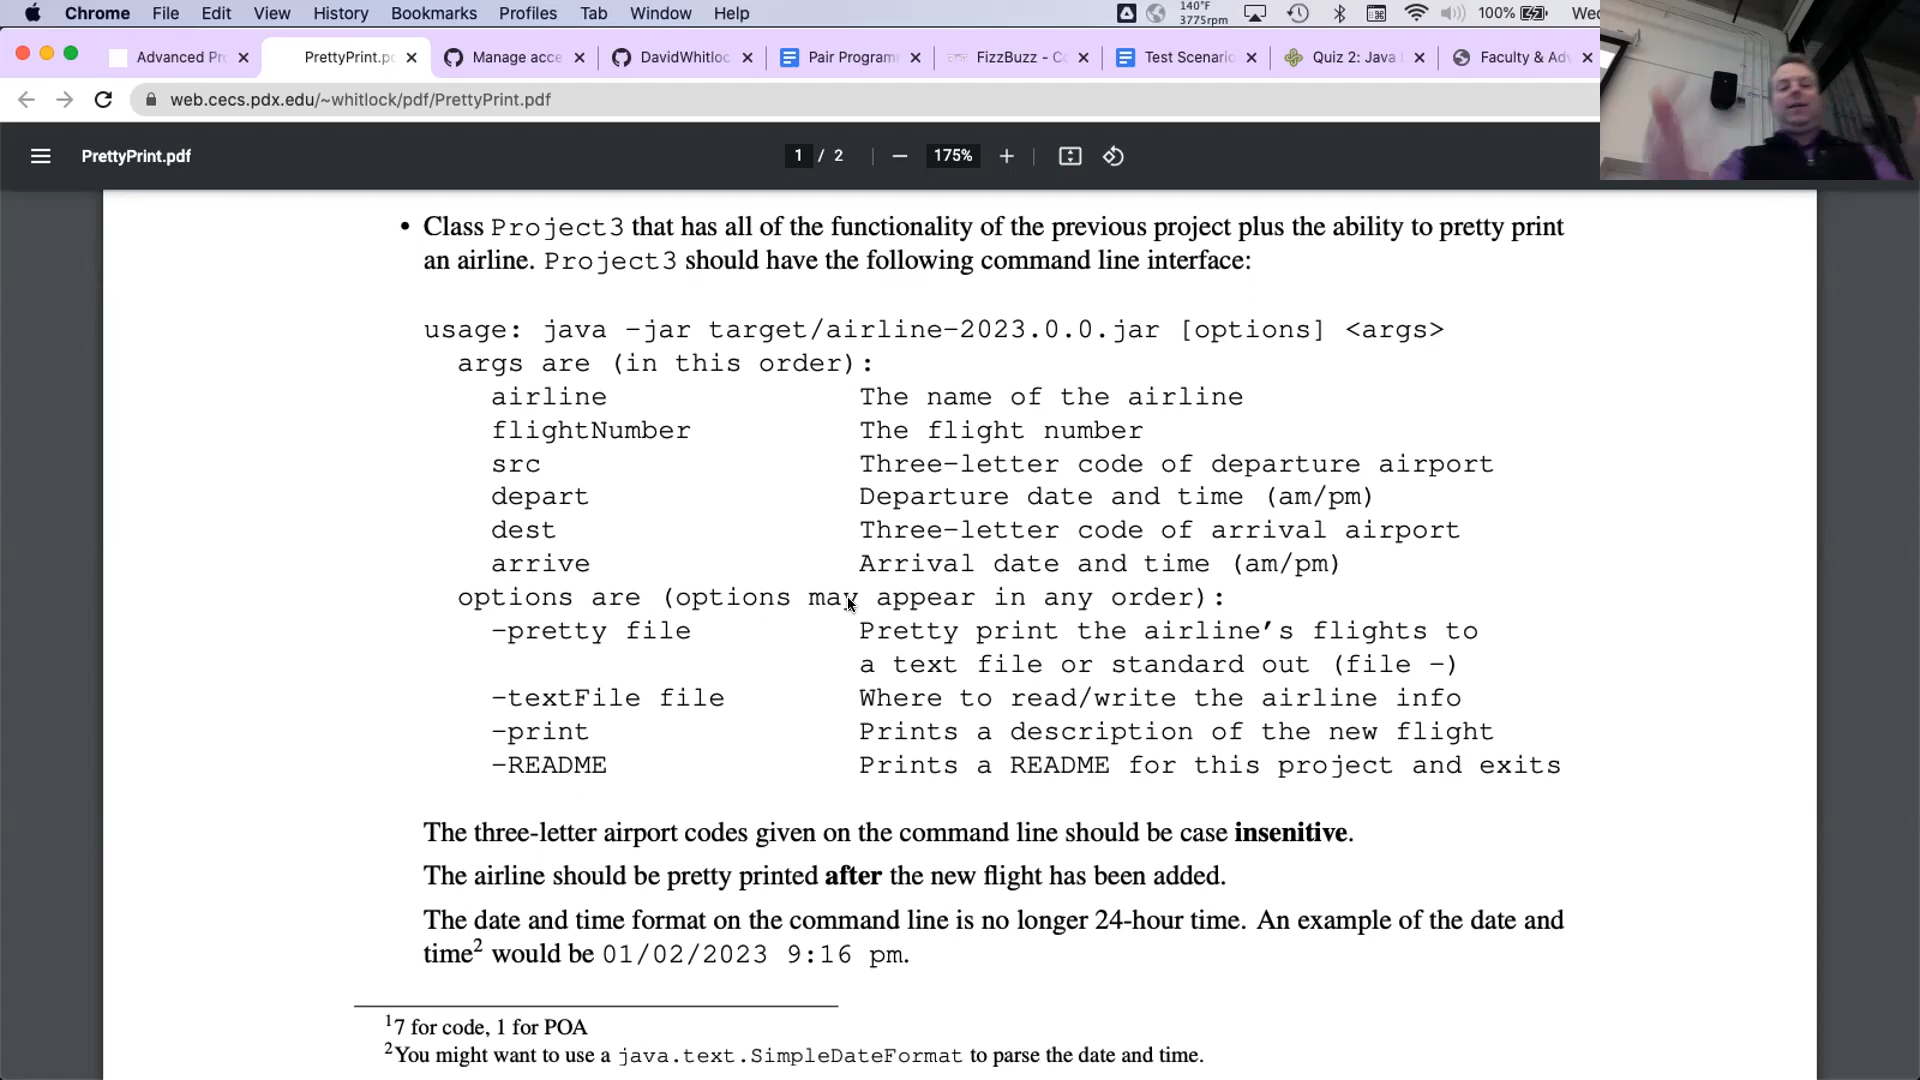 Chrome File Edit View History Bookmarks Profiles Tab Window Help 140°F 3775rpm 100% Wed
Advanced Pr PrettyPrint.pd Manage acce DavidWhitloc Pair Program FizzBuzz - Co Test Scenario Quiz 2: Java Faculty & Adv
web.cecs.pdx.edu/~whitlock/pdf/PrettyPrint.pdf
PrettyPrint.pdf 1 / 2 175%
• Class Project3 that has all of the functionality of the previous project plus the ability to pretty print
an airline. Project3 should have the following command line interface:
usage: java -jar target/airline-2023.0.0.jar [options] <args>
args are (in this order):
airline The name of the airline
flightNumber The flight number
src Three-letter code of departure airport
depart Departure date and time (am/pm)
dest Three-letter code of arrival airport
arrive Arrival date and time (am/pm)
options are (options may appear in any order):
-pretty file Pretty print the airline’s flights to
a text file or standard out (file -)
-textFile file Where to read/write the airline info
-print Prints a description of the new flight
-README Prints a README for this project and exits
The three-letter airport codes given on the command line should be case insenitive.
The airline should be pretty printed after the new flight has been added.
The date and time format on the command line is no longer 24-hour time. An example of the date and
time2 would be 01/02/2023 9:16 pm.
17 for code, 1 for POA
2You might want to use a java.text.SimpleDateFormat to parse the date and time.